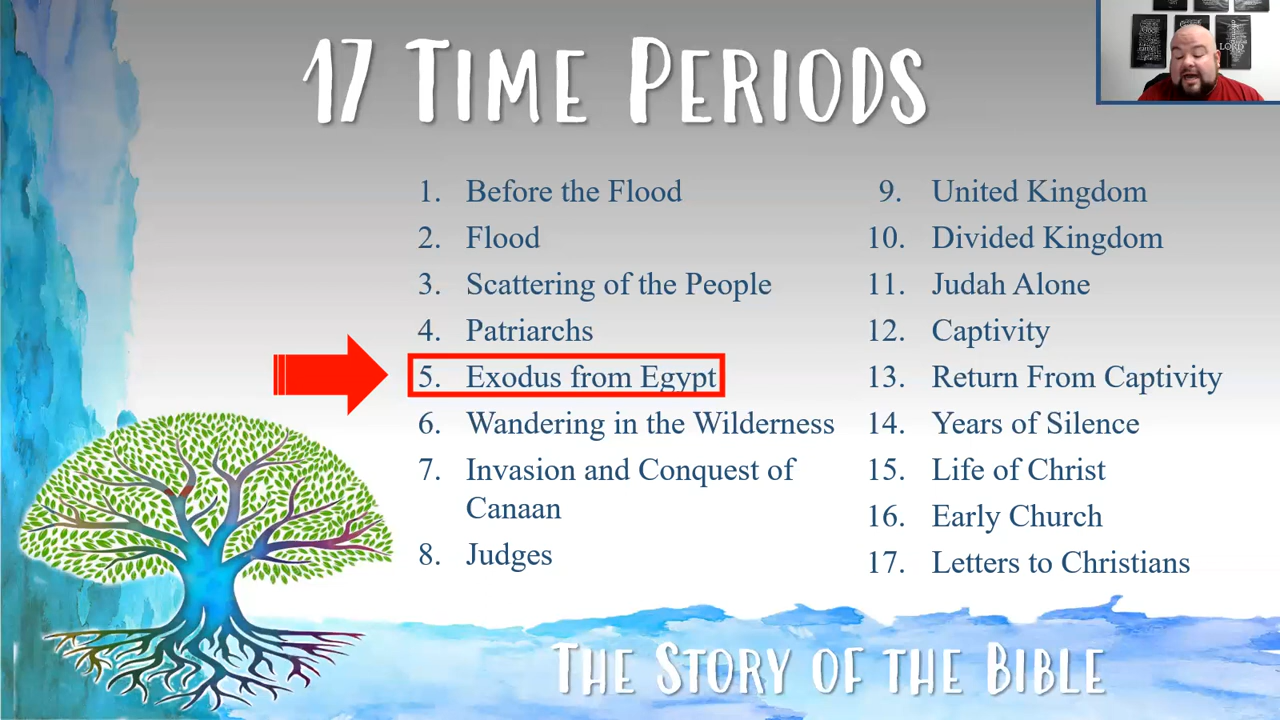 17 TIME PERIODS
1. Before the Flood
2. Flood
3. Scattering of the People
4. Patriarchs
5. Exodus from Egypt
6. Wandering in the Wilderness
7. Invasion and Conquest of
Canaan
8. Judges
9. United Kingdom
10. Divided Kingdom
11. Judah Alone
12. Captivity
13. Return From Captivity
14. Years of Silence
15. Life of Christ
16. Early Church
17. Letters to Christians
THE STORY OF THE BIBLE
LORD